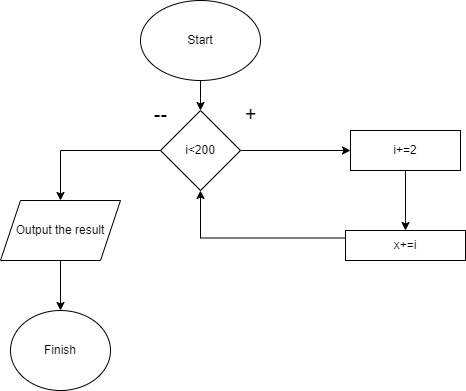 Start
--
+
i<200
i+=2
Output the result
x+=i
Finish